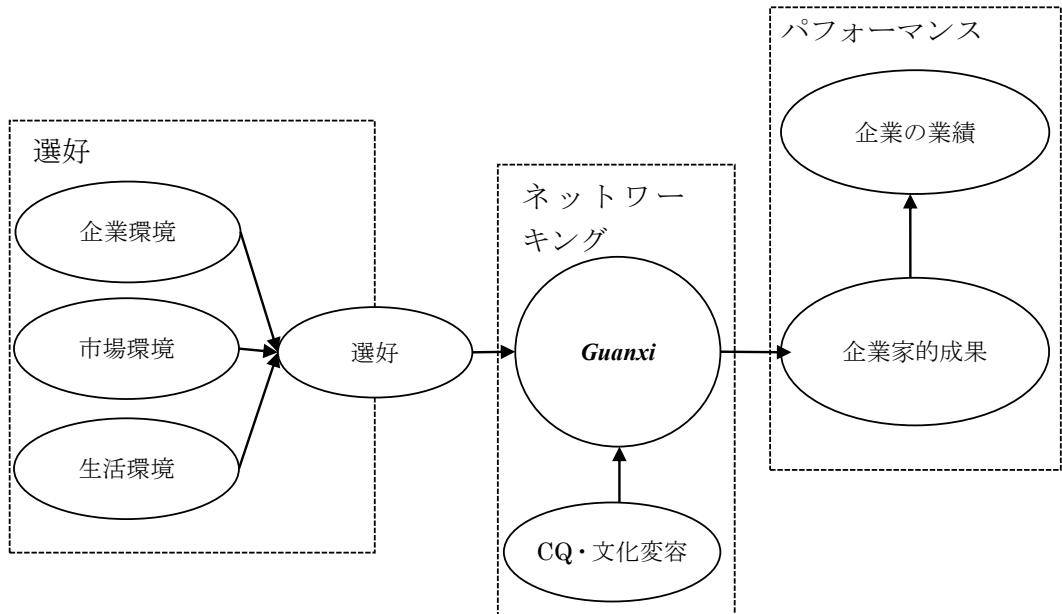 選好
企業環境
市場環境
生活環境
選好
ネットワー
キング
Guanxi
CQ・文化変容
パフォーマンス
企業の業績
企業家的成果